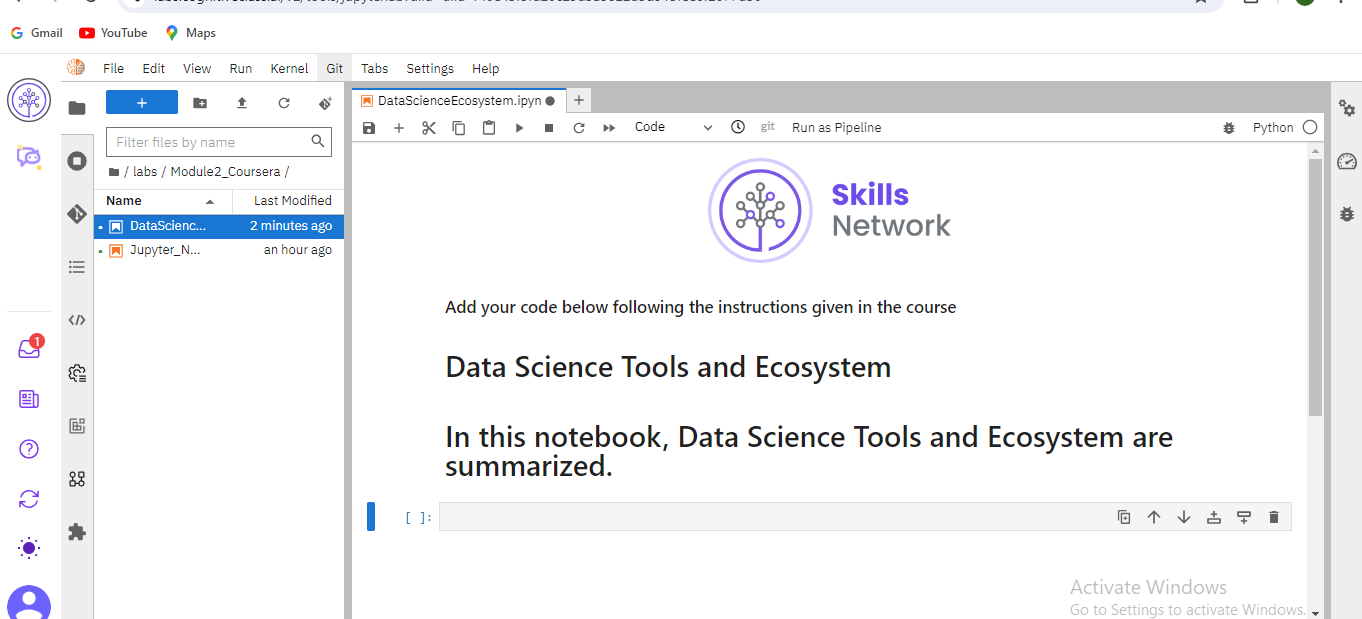 Gmail YouTube Maps
File Edit View Run Kernel Git Tabs Settings Help
+
Filter files by name
/ labs / Module2_Coursera /
Name Last Modified
DataScienc... 2 minutes ago
Jupyter_N... an hour ago
1
DataScienceEcosystem.ipyn
Code git Run as Pipeline Python
Skills
Network
Add your code below following the instructions given in the course
Data Science Tools and Ecosystem
In this notebook, Data Science Tools and Ecosystem are
summarized.
[ ]:
Activate Windows
Go to Settings to activate Windows.